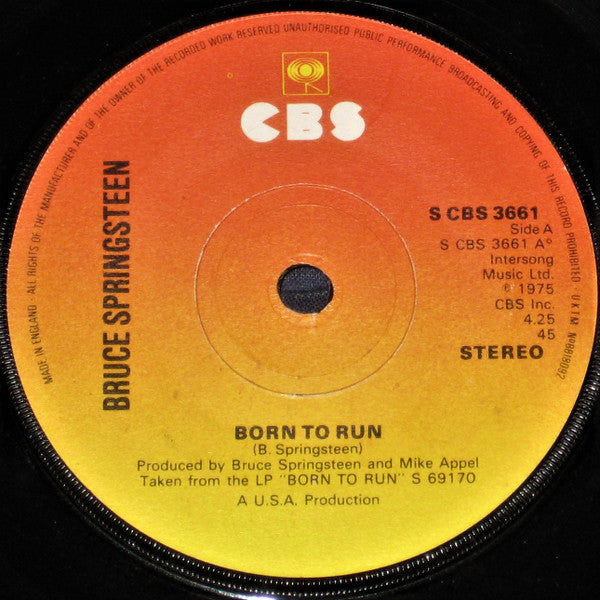 MADE IN ENGLAND · ALL RIGHTS OF THE MANUFACTURER AND OF THE OWNER OF THE RECORDED WORK RESERVED UNAUTHORISED PUBLIC PERFORMANCE BROADCASTING AND COPYING OF THIS RECORD PROHIBITED · U.K.T.M. Nº6818092
CBS
BRUCE SPRINGSTEEN
S CBS 3661
Side A
S CBS 3661 A°
Intersong
Music Ltd.
℗ 1975
CBS Inc.
4.25
45
STEREO
BORN TO RUN
(B. Springsteen)
Produced by Bruce Springsteen and Mike Appel
Taken from the LP "BORN TO RUN" S 69170
A U.S.A. Production